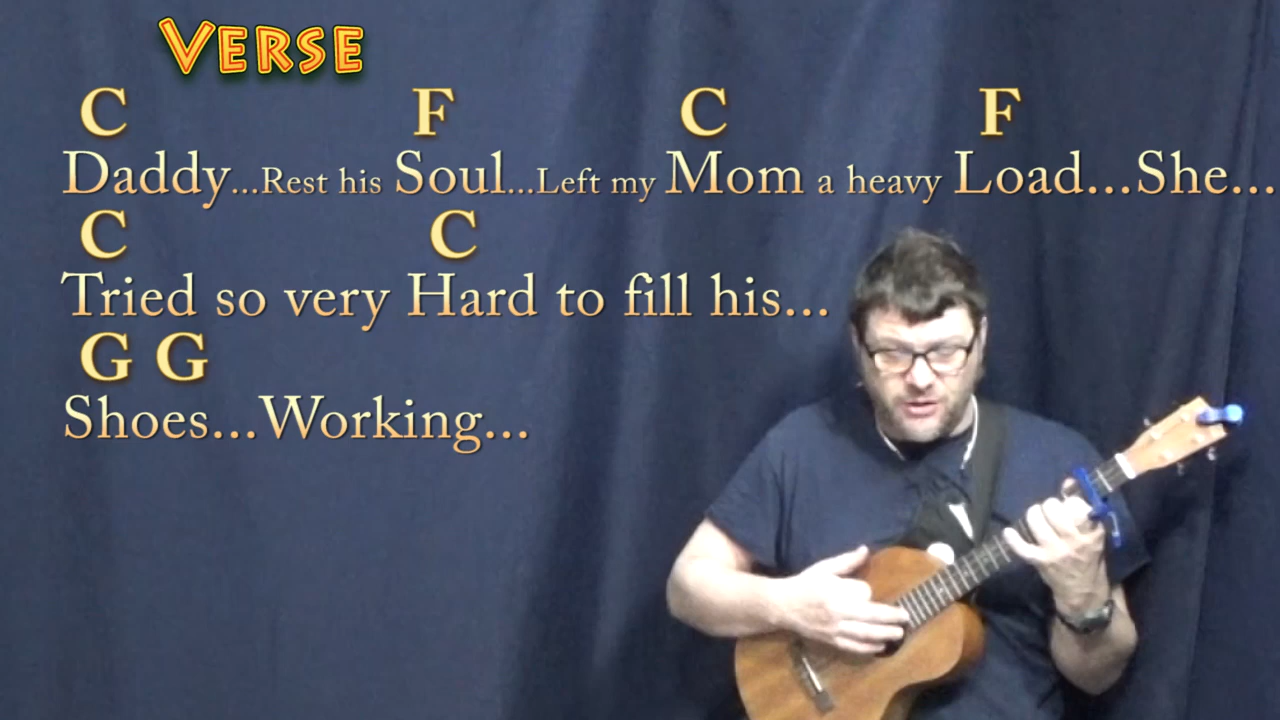 VERSE
C F C F
Daddy...Rest his Soul...Left my Mom a heavy Load...She...
C C
Tried so very Hard to fill his...
G G
Shoes...Working...